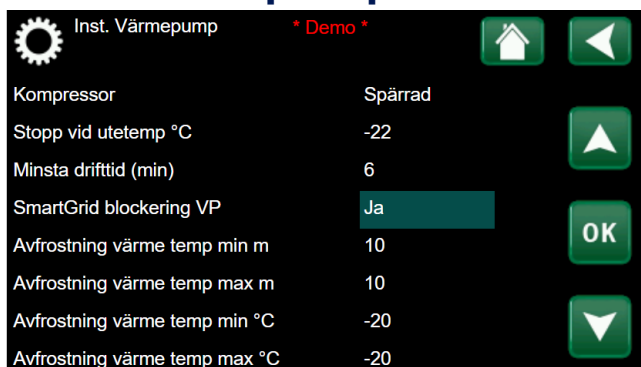 Inst. Värmepump * Demo *
Kompressor Spärrad
Stopp vid utetemp °C -22
Minsta drifttid (min) 6
SmartGrid blockering VP Ja
OK
Avfrostning värme temp min m 10
Avfrostning värme temp max m 10
Avfrostning värme temp min °C -20
Avfrostning värme temp max °C -20